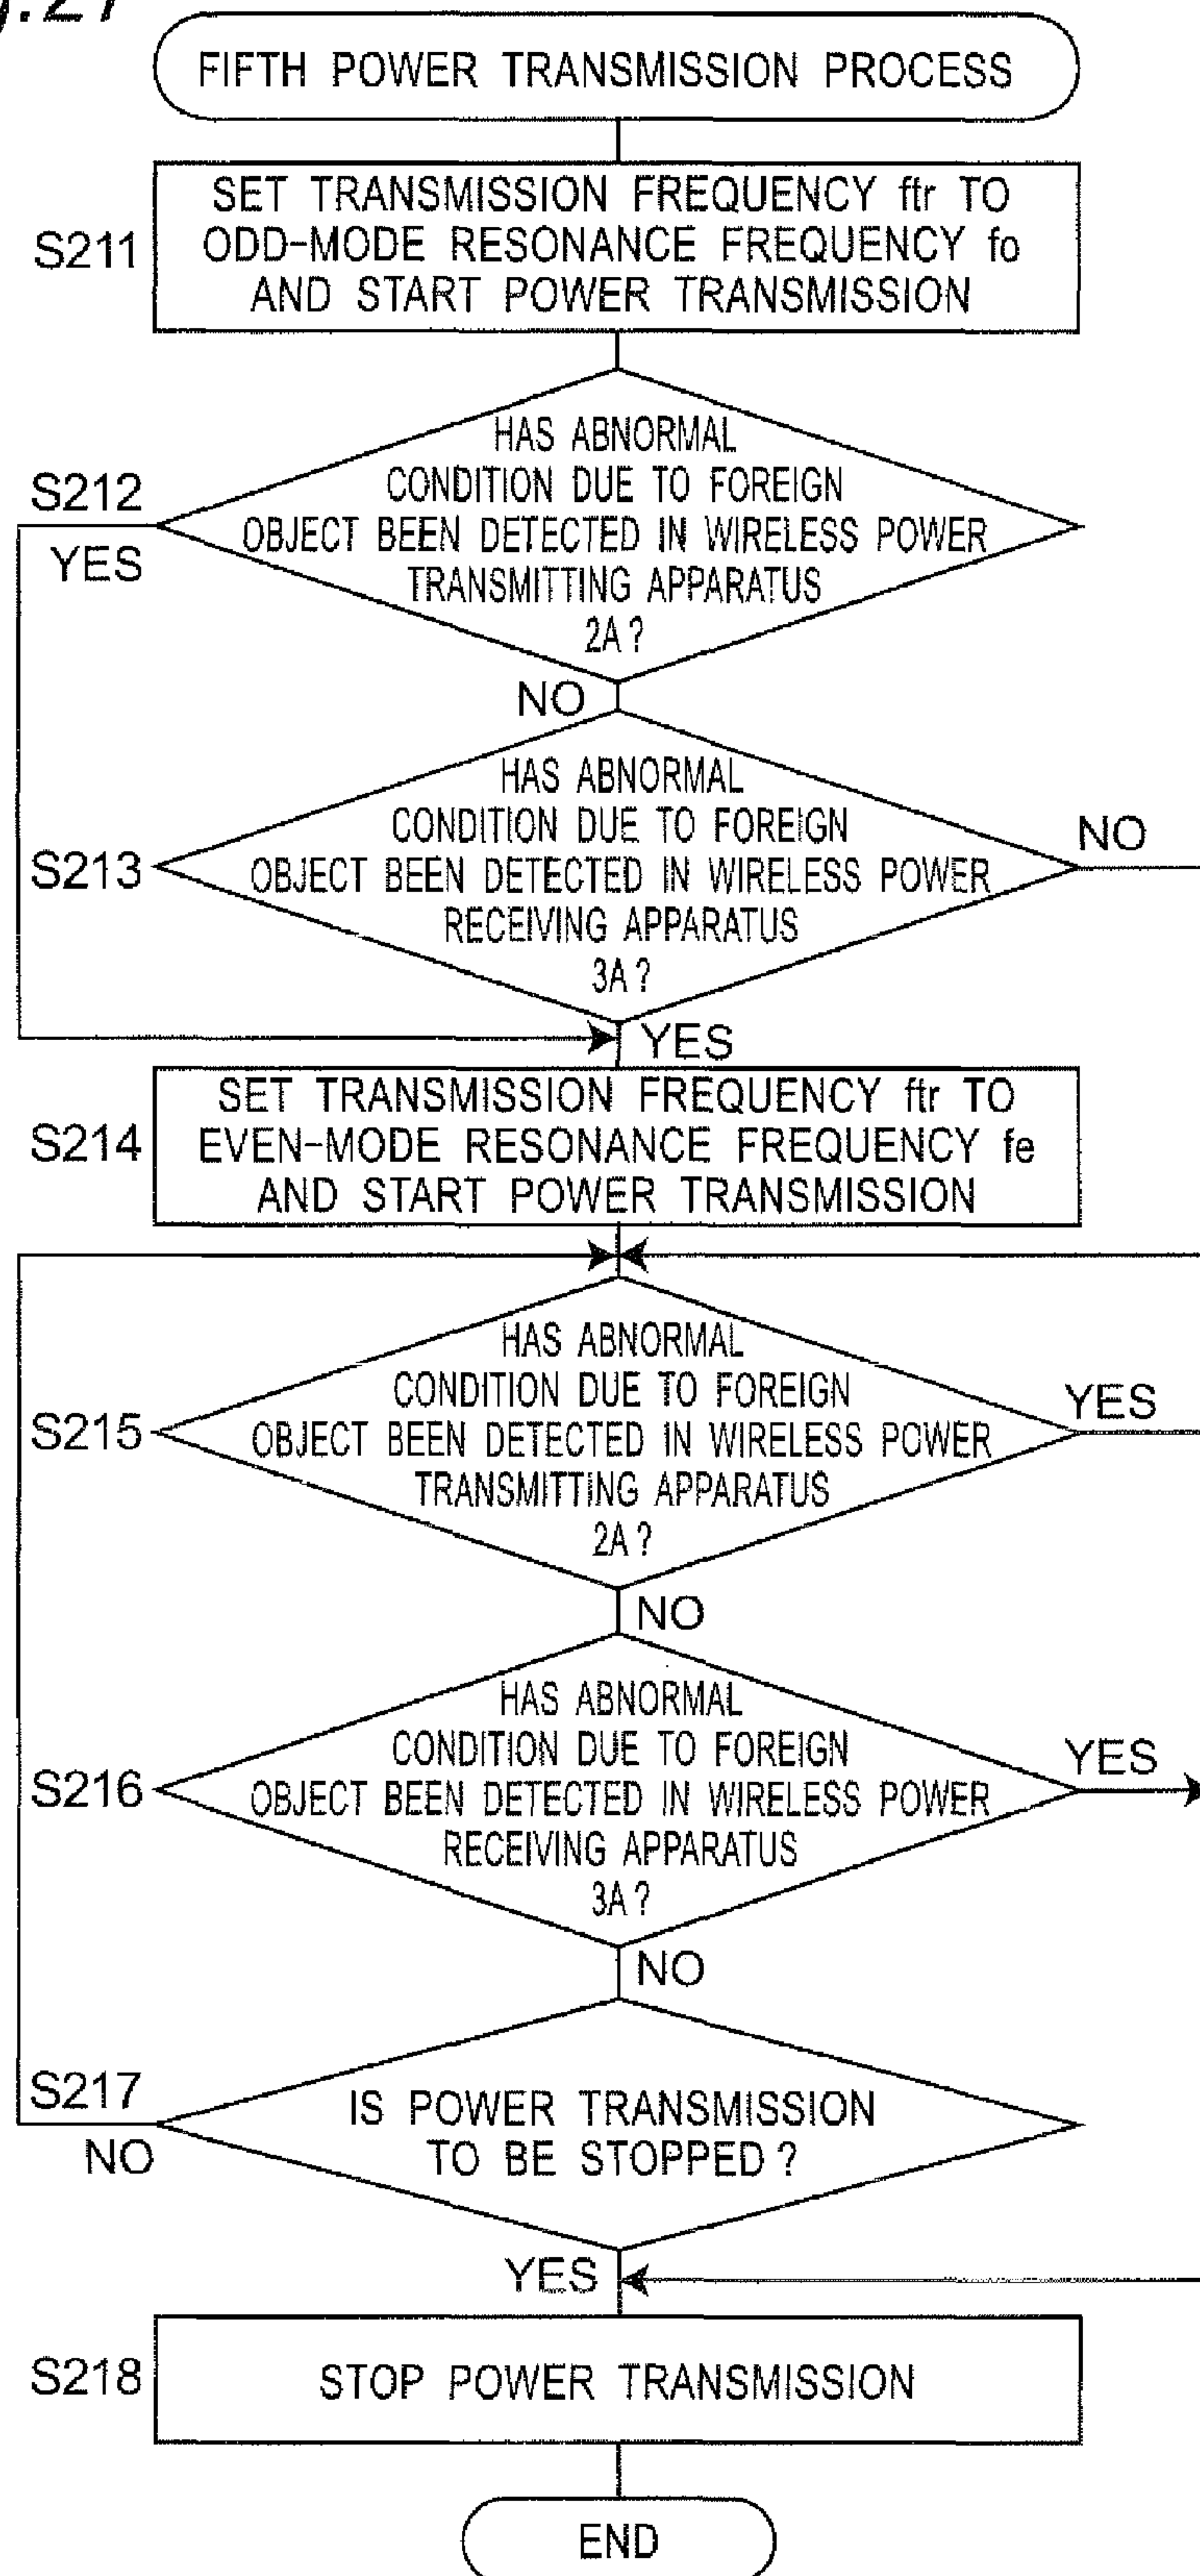 FIFTH POWER TRANSMISSION PROCESS
S211
SET TRANSMISSION FREQUENCY ftr TO
ODD-MODE RESONANCE FREQUENCY fo
AND START POWER TRANSMISSION
S212
HAS ABNORMAL
CONDITION DUE TO FOREIGN
OBJECT BEEN DETECTED IN WIRELESS POWER
TRANSMITTING APPARATUS
2A?
YES
NO
S213
HAS ABNORMAL
CONDITION DUE TO FOREIGN
OBJECT BEEN DETECTED IN WIRELESS POWER
RECEIVING APPARATUS
3A?
NO
YES
S214
SET TRANSMISSION FREQUENCY ftr TO
EVEN-MODE RESONANCE FREQUENCY fe
AND START POWER TRANSMISSION
S215
HAS ABNORMAL
CONDITION DUE TO FOREIGN
OBJECT BEEN DETECTED IN WIRELESS POWER
TRANSMITTING APPARATUS
2A?
YES
NO
S216
HAS ABNORMAL
CONDITION DUE TO FOREIGN
OBJECT BEEN DETECTED IN WIRELESS POWER
RECEIVING APPARATUS
3A?
YES
NO
S217
IS POWER TRANSMISSION
TO BE STOPPED?
NO
YES
S218
STOP POWER TRANSMISSION
END